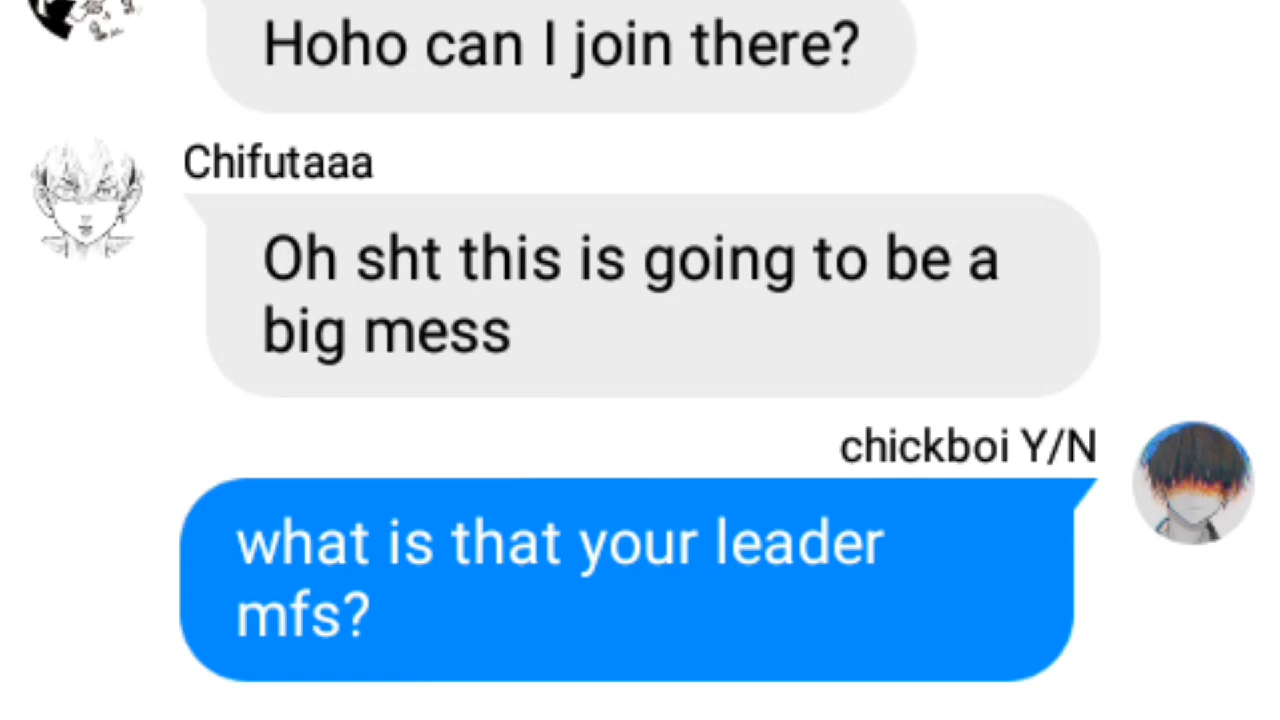 Hoho can I join there?
Chifutaaa
Oh sht this is going to be a
big mess
chickboi Y/N
what is that your leader
mfs?